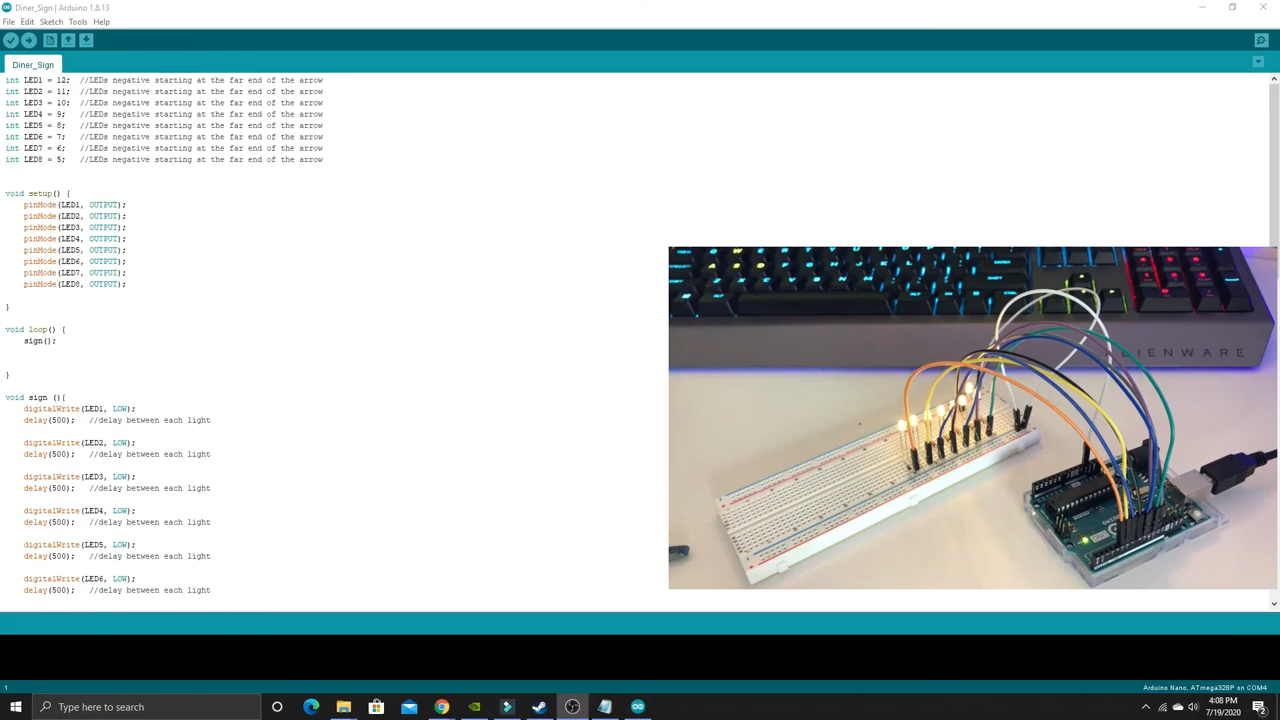 Diner_Sign | Arduino 1.8.13
File Edit Sketch Tools Help
Diner_Sign
int LED1 = 12; //LEDs negative starting at the far end of the arrow
int LED2 = 11; //LEDs negative starting at the far end of the arrow
int LED3 = 10; //LEDs negative starting at the far end of the arrow
int LED4 = 9; //LEDs negative starting at the far end of the arrow
int LED5 = 8; //LEDs negative starting at the far end of the arrow
int LED6 = 7; //LEDs negative starting at the far end of the arrow
int LED7 = 6; //LEDs negative starting at the far end of the arrow
int LED8 = 5; //LEDs negative starting at the far end of the arrow
void setup() {
pinMode(LED1, OUTPUT);
pinMode(LED2, OUTPUT);
pinMode(LED3, OUTPUT);
pinMode(LED4, OUTPUT);
pinMode(LED5, OUTPUT);
pinMode(LED6, OUTPUT);
pinMode(LED7, OUTPUT);
pinMode(LED8, OUTPUT);
}
void loop() {
sign();
}
void sign (){
digitalWrite(LED1, LOW);
delay(500); //delay between each light
digitalWrite(LED2, LOW);
delay(500); //delay between each light
digitalWrite(LED3, LOW);
delay(500); //delay between each light
digitalWrite(LED4, LOW);
delay(500); //delay between each light
digitalWrite(LED5, LOW);
delay(500); //delay between each light
digitalWrite(LED6, LOW);
delay(500); //delay between each light
ALIENWARE
1
Arduino Nano, ATmega328P on COM4
Type here to search
4:08 PM
7/19/2020
2